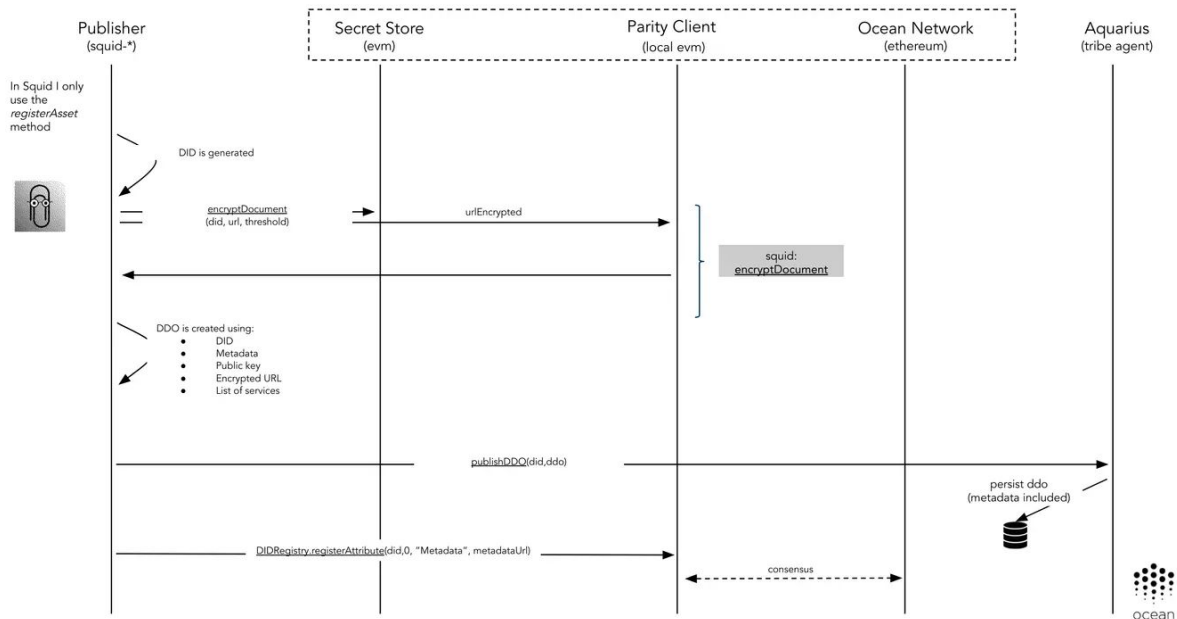 Publisher
(squid-*)
Secret Store
(evm)
Parity Client
(local evm)
Ocean Network
(ethereum)
Aquarius
(tribe agent)
In Squid I only
use the
registerAsset
method
DID is generated
encryptDocument
(did, url, threshold)
urlEncrypted
squid:
encryptDocument
DDO is created using:
● DID
● Metadata
● Public key
● Encrypted URL
● List of services
publishDDO(did,ddo)
persist ddo
(metadata included)
DIDRegistry.registerAttribute(did,0, "Metadata", metadataUrl)
consensus
ocean